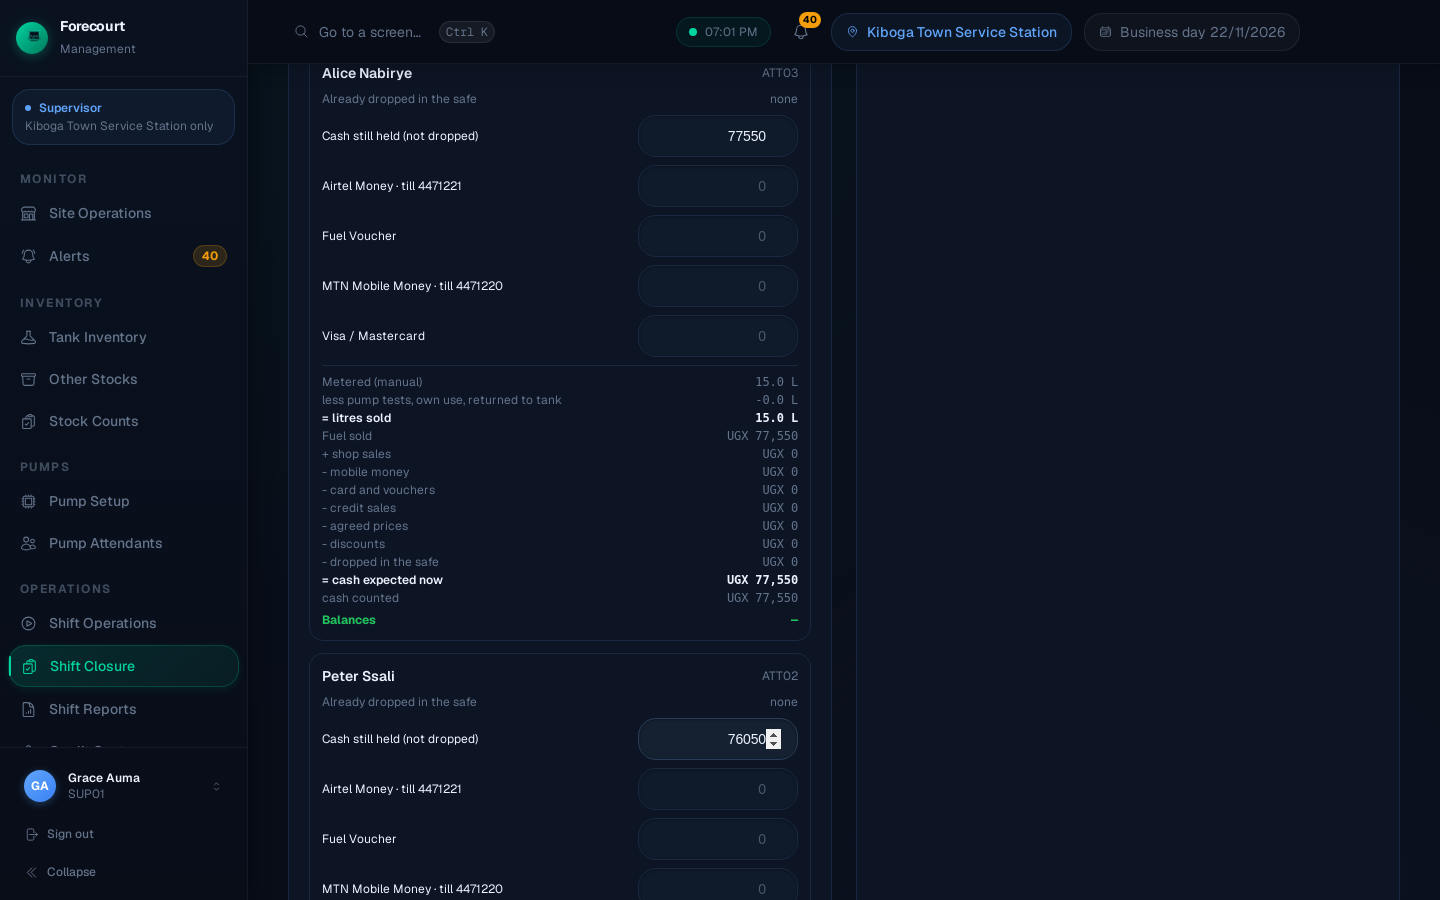 Forecourt
Management
Supervisor
Kiboga Town Service Station only
MONITOR
Site Operations
Alerts 40
INVENTORY
Tank Inventory
Other Stocks
Stock Counts
PUMPS
Pump Setup
Pump Attendants
OPERATIONS
Shift Operations
Shift Closure
Shift Reports
GA Grace Auma
SUP01
Sign out
Collapse
Go to a screen... Ctrl K
07:01 PM
40
Kiboga Town Service Station
Business day 22/11/2026
Alice Nabirye ATT03
Already dropped in the safe none
Cash still held (not dropped) 77550
Airtel Money · till 4471221 0
Fuel Voucher 0
MTN Mobile Money · till 4471220 0
Visa / Mastercard 0
Metered (manual) 15.0 L
less pump tests, own use, returned to tank -0.0 L
= litres sold 15.0 L
Fuel sold UGX 77,550
+ shop sales UGX 0
- mobile money UGX 0
- card and vouchers UGX 0
- credit sales UGX 0
- agreed prices UGX 0
- discounts UGX 0
- dropped in the safe UGX 0
= cash expected now UGX 77,550
cash counted UGX 77,550
Balances –
Peter Ssali ATT02
Already dropped in the safe none
Cash still held (not dropped) 76050
Airtel Money · till 4471221 0
Fuel Voucher 0
MTN Mobile Money · till 4471220 0